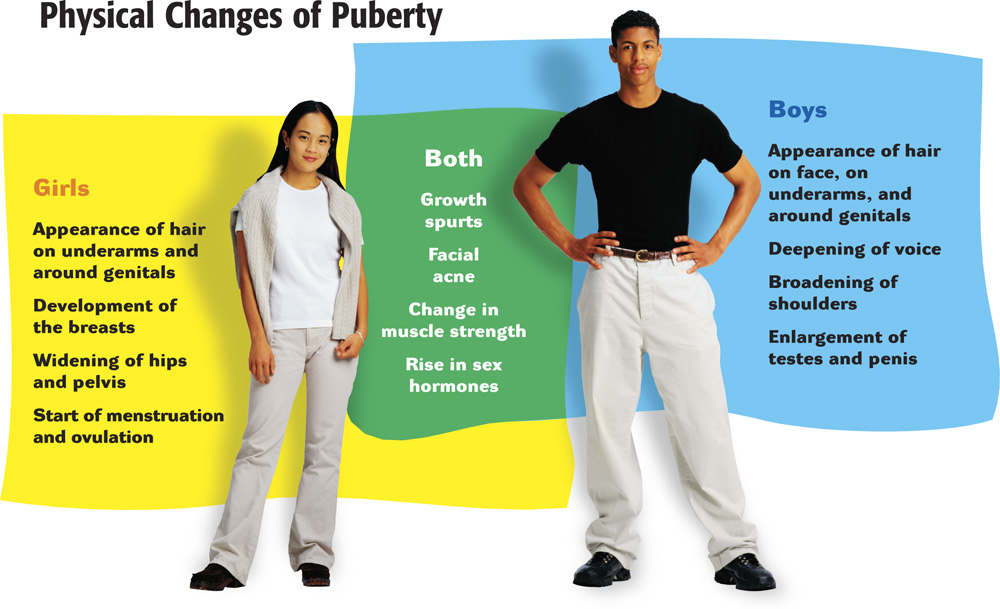 Physical Changes of Puberty
Girls
Appearance of hair
on underarms and
around genitals
Development of
the breasts
Widening of hips
and pelvis
Start of menstruation
and ovulation
Both
Growth
spurts
Facial
acne
Change in
muscle strength
Rise in sex
hormones
Boys
Appearance of hair
on face, on
underarms, and
around genitals
Deepening of voice
Broadening of
shoulders
Enlargement of
testes and penis